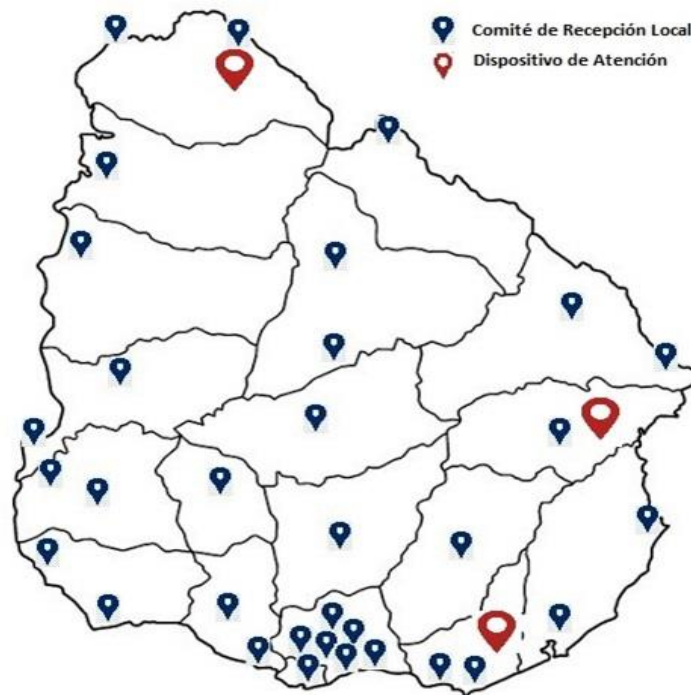 Comité de Recepción Local
Dispositivo de Atención